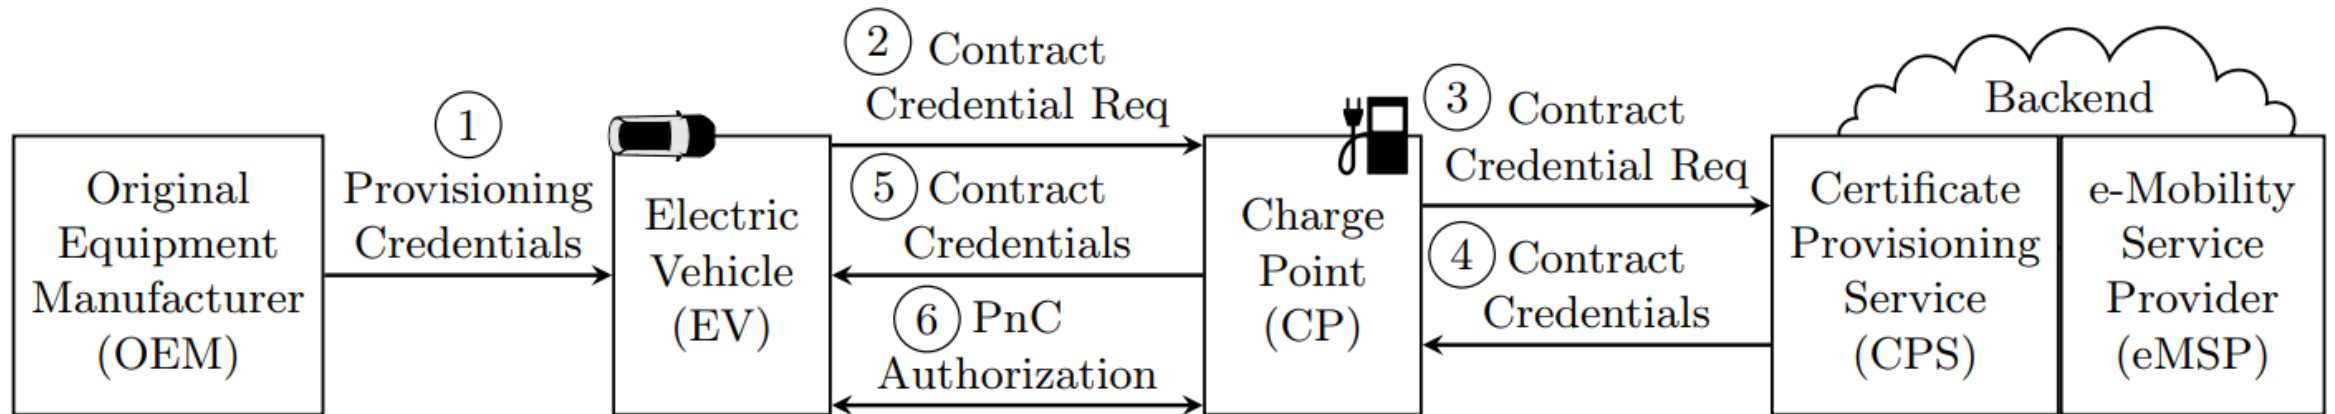 Original
Equipment
Manufacturer
(OEM)
1
Provisioning
Credentials
Electric
Vehicle
(EV)
2 Contract
Credential Req
5 Contract
Credentials
6 PnC
Authorization
Charge
Point
(CP)
3 Contract
Credential Req
4 Contract
Credentials
Backend
Certificate
Provisioning
Service
(CPS)
e-Mobility
Service
Provider
(eMSP)